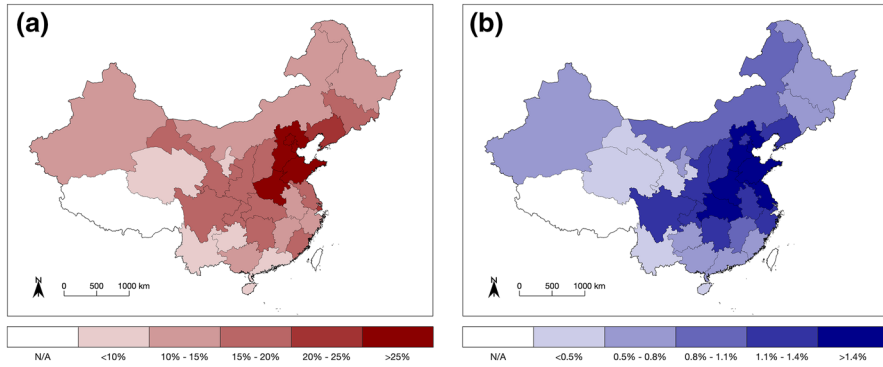 (a)
N
0 500 1000 km
N/A <10% 10% - 15% 15% - 20% 20% - 25% >25%
(b)
N
0 500 1000 km
N/A <0.5% 0.5% - 0.8% 0.8% - 1.1% 1.1% - 1.4% >1.4%